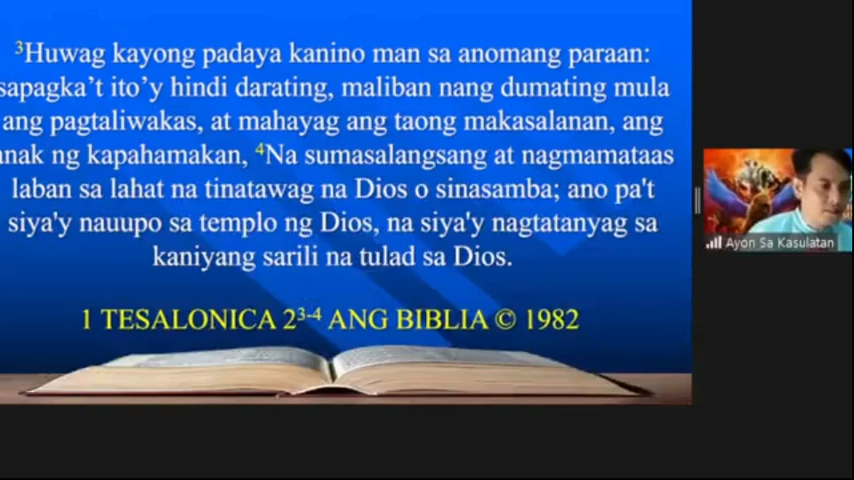 ³Huwag kayong padaya kanino man sa anomang paraan:
sapagka’t ito’y hindi darating, maliban nang dumating mula
ang pagtaliwakas, at mahayag ang taong makasalanan, ang
anak ng kapahamakan, ⁴Na sumasalangsang at nagmamataas
laban sa lahat na tinatawag na Dios o sinasamba; ano pa't
siya'y nauupo sa templo ng Dios, na siya'y nagtatanyag sa
kaniyang sarili na tulad sa Dios.
1 TESALONICA 2³⁻⁴ ANG BIBLIA © 1982
Ayon Sa Kasulatan